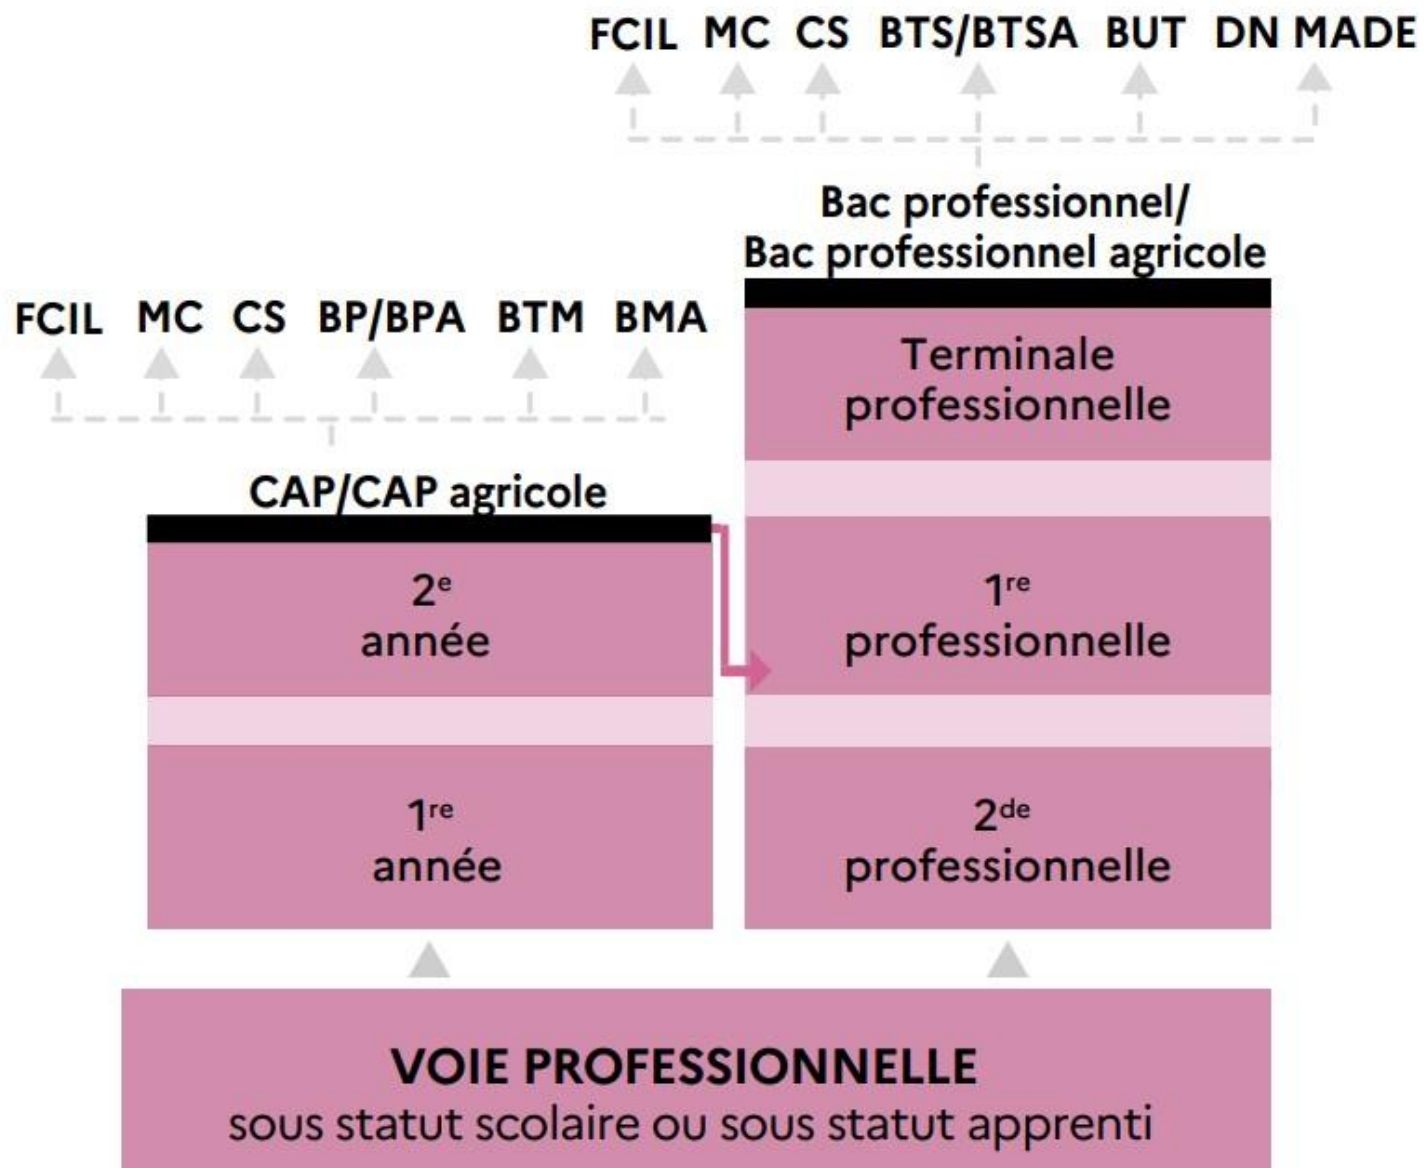 FCIL MC CS BTS/BTSA BUT DN MADE
Bac professionnel/
Bac professionnel agricole
FCIL MC CS BP/BPA BTM BMA
Terminale
professionnelle
CAP/CAP agricole
2e
année
1re
professionnelle
1re
année
2de
professionnelle
VOIE PROFESSIONNELLE
sous statut scolaire ou sous statut apprenti